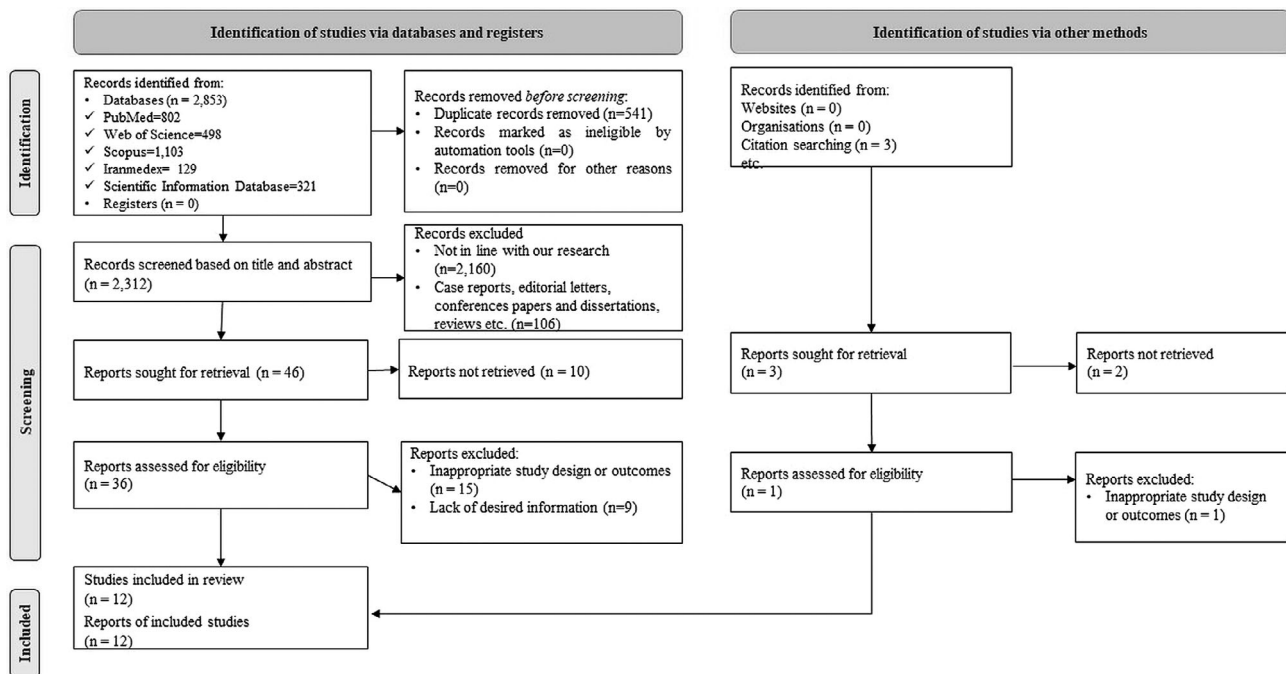 Identification of studies via databases and registers
Identification of studies via other methods
Identification
Records identified from:
• Databases (n = 2,853)
✓ PubMed=802
✓ Web of Science=498
✓ Scopus=1,103
✓ Iranmedex= 129
✓ Scientific Information Database=321
• Registers (n = 0)
Records removed before screening:
• Duplicate records removed (n=541)
• Records marked as ineligible by
automation tools (n=0)
• Records removed for other reasons
(n=0)
Records identified from:
Websites (n = 0)
Organisations (n = 0)
Citation searching (n = 3)
etc.
Screening
Records screened based on title and abstract
(n = 2,312)
Records excluded
• Not in line with our research
(n=2,160)
• Case reports, editorial letters,
conferences papers and dissertations,
reviews etc. (n=106)
Reports sought for retrieval (n = 46)
Reports not retrieved (n = 10)
Reports sought for retrieval
(n = 3)
Reports not retrieved
(n = 2)
Reports assessed for eligibility
(n = 36)
Reports excluded:
• Inappropriate study design or outcomes
(n = 15)
• Lack of desired information (n=9)
Reports assessed for eligibility
(n = 1)
Reports excluded:
• Inappropriate study design
or outcomes (n = 1)
Included
Studies included in review
(n = 12)
Reports of included studies
(n = 12)